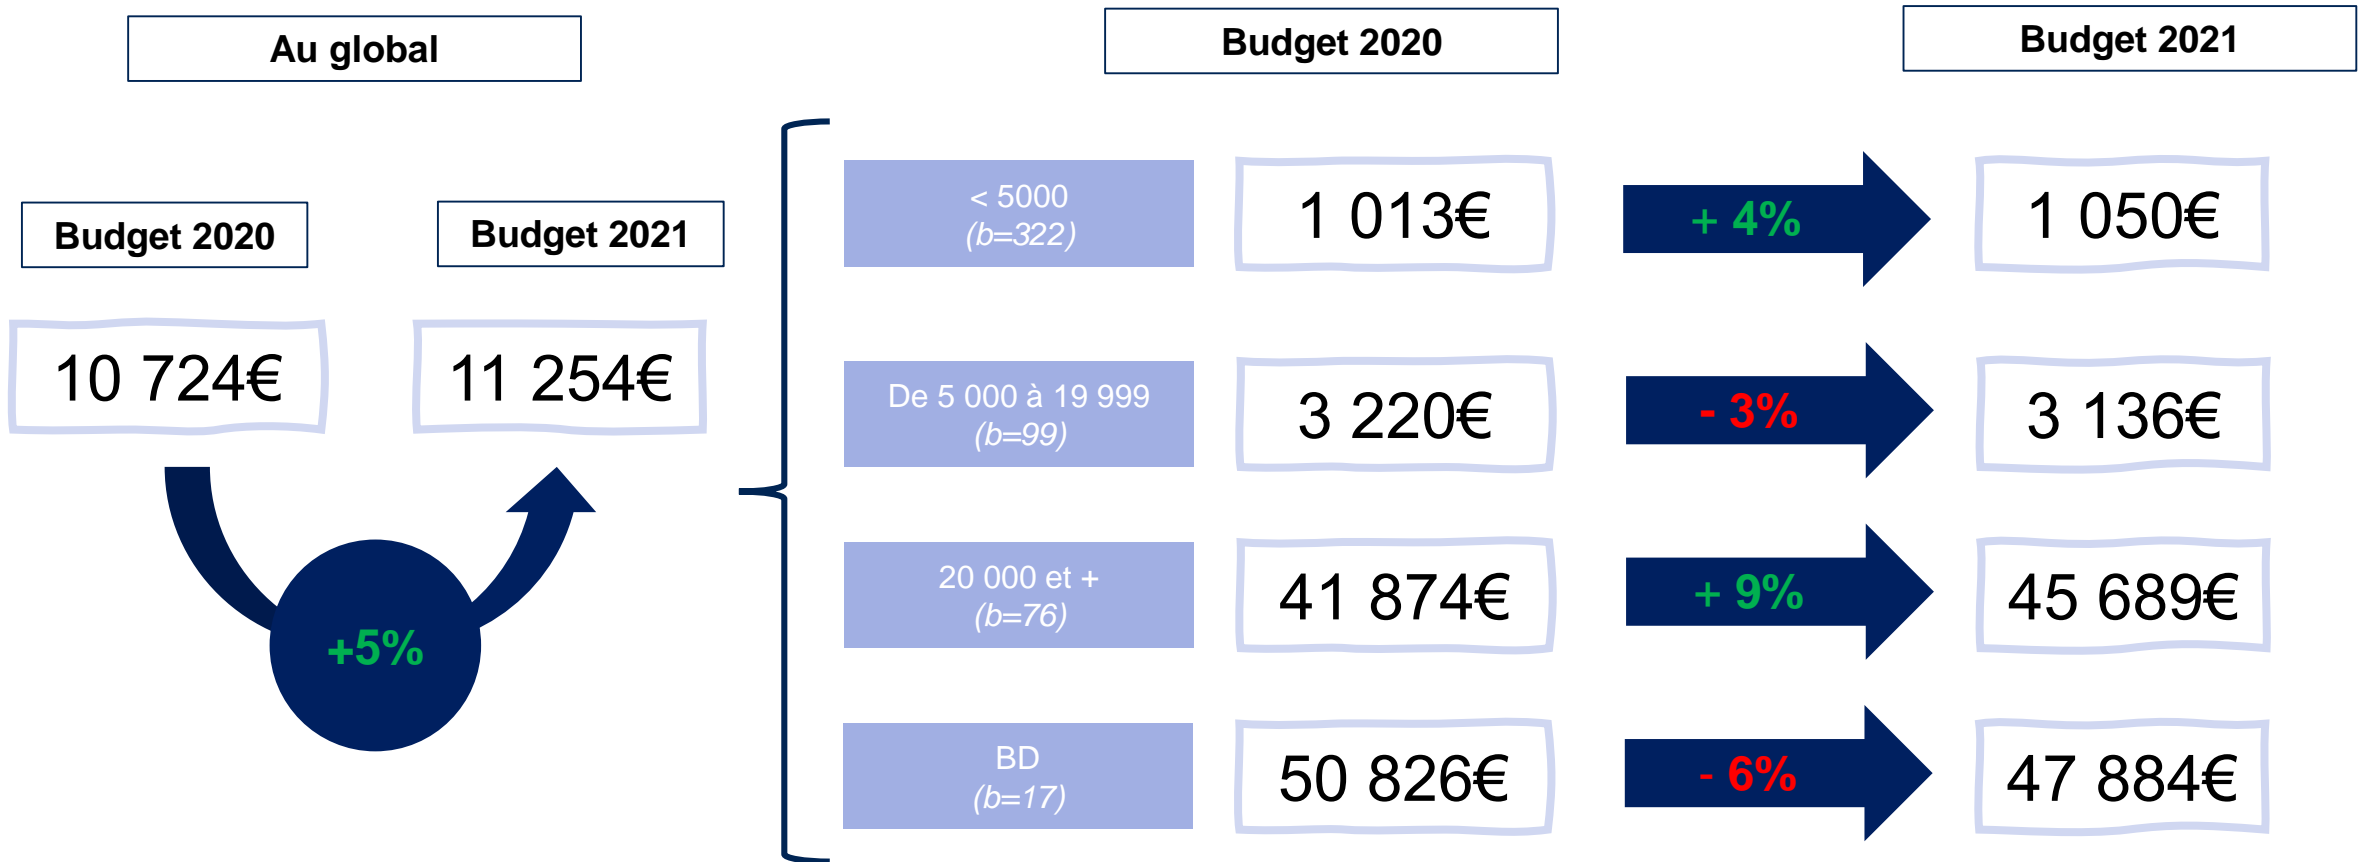 Au global
Budget 2020
Budget 2021
10 724€
11 254€
+5%
Budget 2020
Budget 2021
< 5000
(b=322)
1 013€
+ 4%
1 050€
De 5 000 à 19 999
(b=99)
3 220€
- 3%
3 136€
20 000 et +
(b=76)
41 874€
+ 9%
45 689€
BD
(b=17)
50 826€
- 6%
47 884€